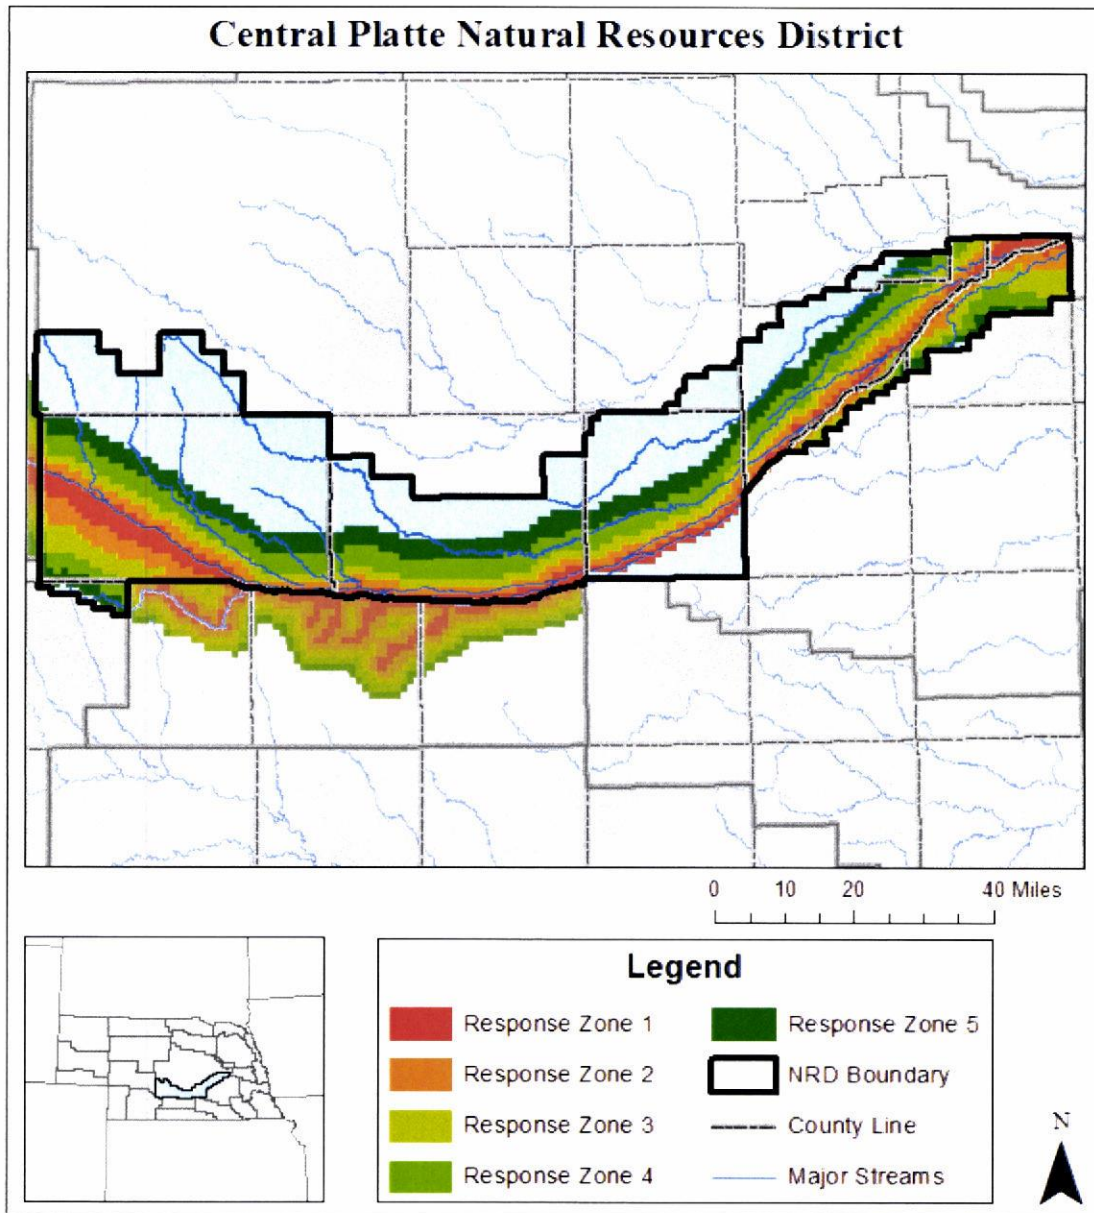 Central Platte Natural Resources District
0 10 20 40 Miles
Legend
Response Zone 1
Response Zone 2
Response Zone 3
Response Zone 4
Response Zone 5
NRD Boundary
County Line
Major Streams
N